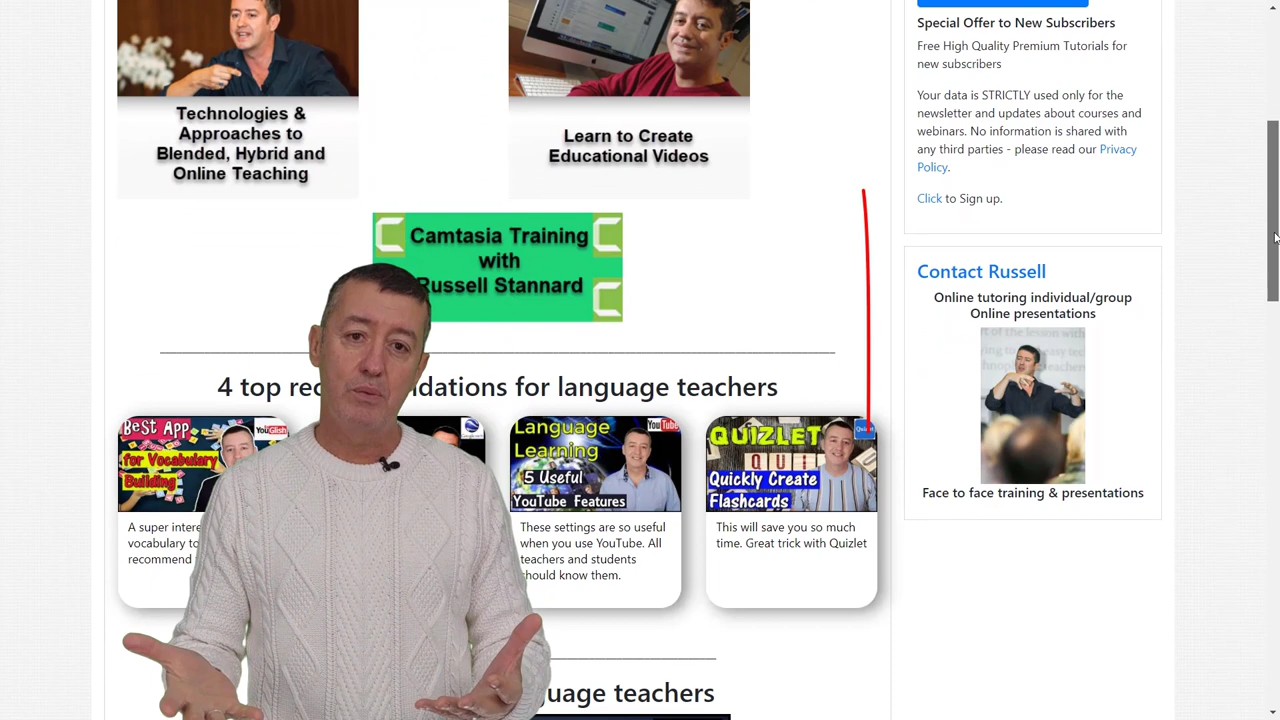 Technologies &
Approaches to
Blended, Hybrid and
Online Teaching
Learn to Create
Educational Videos
Camtasia Training
with
Russell Stannard
4 top rec
ndations for language teachers
BEST APP
for Vocabulary
Building
YouGlish
A super intere
vocabulary to
recommend
Language
Learning
YouTube
5 Useful
YouTube Features
These settings are so useful
when you use YouTube. All
teachers and students
should know them.
QUIZLET
QUI
Quickly Create
Flashcards
This will save you so much
time. Great trick with Quizlet
guage teachers
Special Offer to New Subscribers
Free High Quality Premium Tutorials for
new subscribers
Your data is STRICTLY used only for the
newsletter and updates about courses and
webinars. No information is shared with
any third parties - please read our Privacy
Policy.
Click to Sign up.
Contact Russell
Online tutoring individual/group
Online presentations
Face to face training & presentations